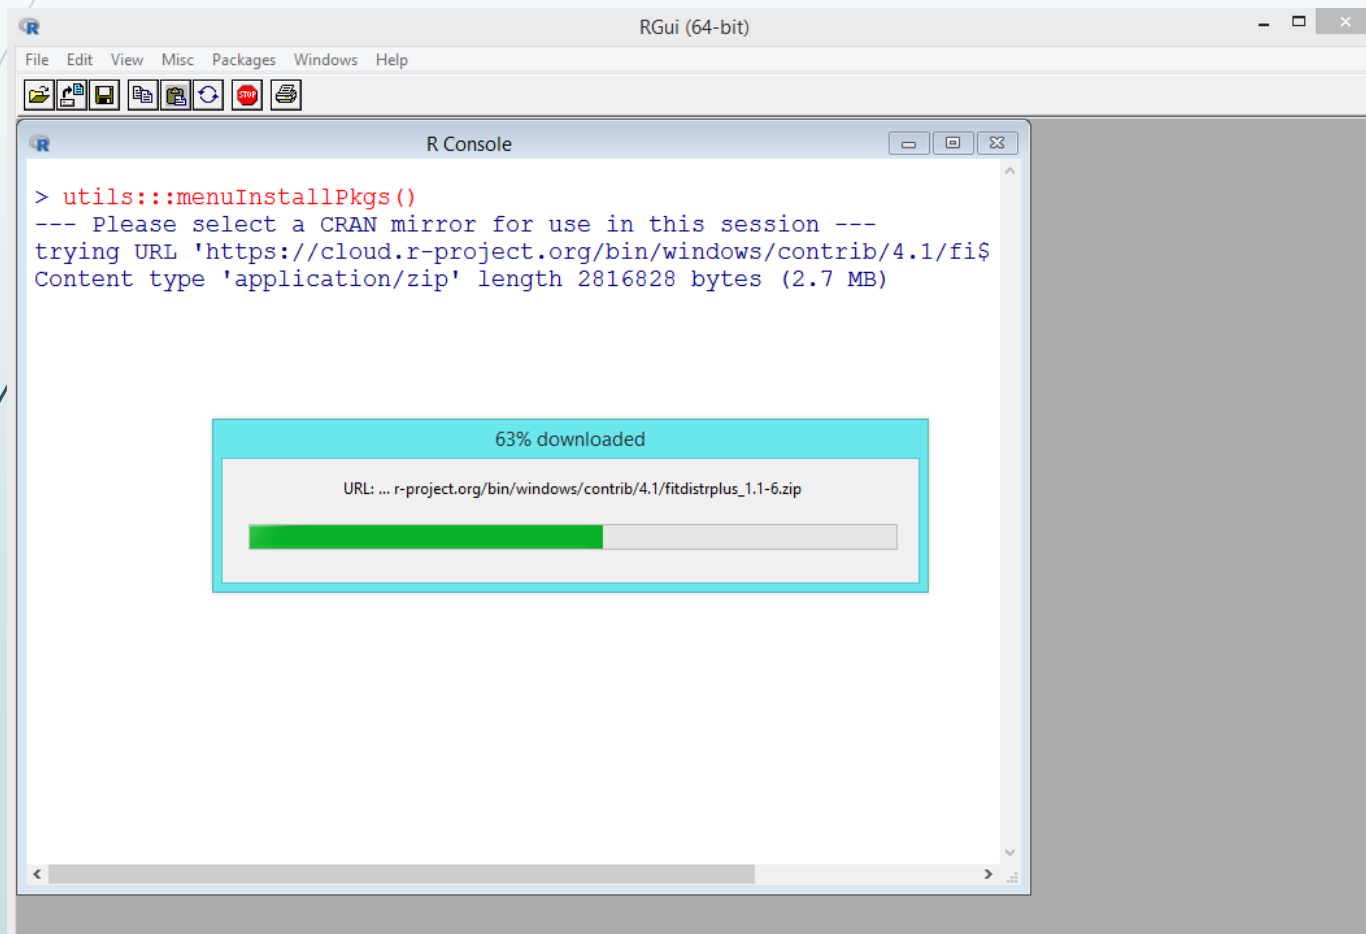 RGui (64-bit)
File Edit View Misc Packages Windows Help
STOP
R Console
> utils:::menuInstallPkgs()
--- Please select a CRAN mirror for use in this session ---
trying URL 'https://cloud.r-project.org/bin/windows/contrib/4.1/fi$
Content type 'application/zip' length 2816828 bytes (2.7 MB)
63% downloaded
URL: ... r-project.org/bin/windows/contrib/4.1/fitdistrplus_1.1-6.zip